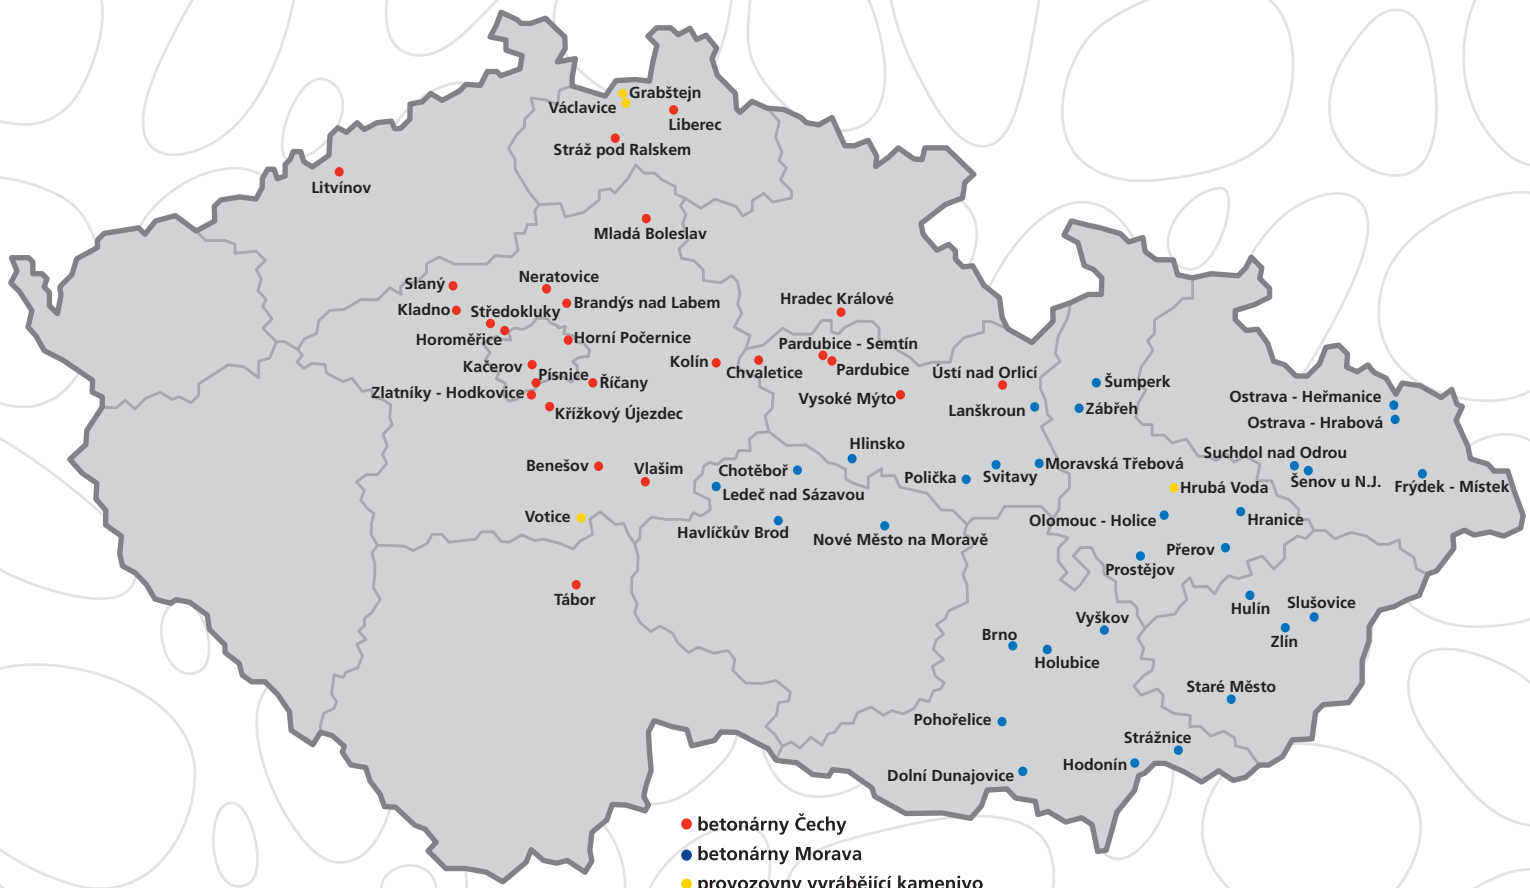 Grabštejn
Václavice
Liberec
Stráž pod Ralskem
Litvínov
Mladá Boleslav
Slaný
Neratovice
Kladno
Středokluky
Brandýs nad Labem
Hradec Králové
Horoměřice
Horní Počernice
Pardubice - Semtín
Kačerov
Písnice
Říčany
Kolín
Chvaletice
Pardubice
Ústí nad Orlicí
Zlatníky - Hodkovice
Křížkový Újezdec
Vysoké Mýto
Lanškroun
Šumperk
Zábřeh
Ostrava - Heřmanice
Ostrava - Hrabová
Benešov
Vlašim
Chotěboř
Hlinsko
Ledeč nad Sázavou
Polička
Svitavy
Moravská Třebová
Suchdol nad Odrou
Šenov u N.J.
Frýdek - Místek
Hrubá Voda
Votice
Havlíčkův Brod
Nové Město na Moravě
Olomouc - Holice
Hranice
Přerov
Prostějov
Tábor
Hulín
Slušovice
Zlín
Vyškov
Brno
Holubice
Staré Město
Pohořelice
Strážnice
Hodonín
Dolní Dunajovice
betonárny Čechy
betonárny Morava
provozovny vyrábějící kamenivo